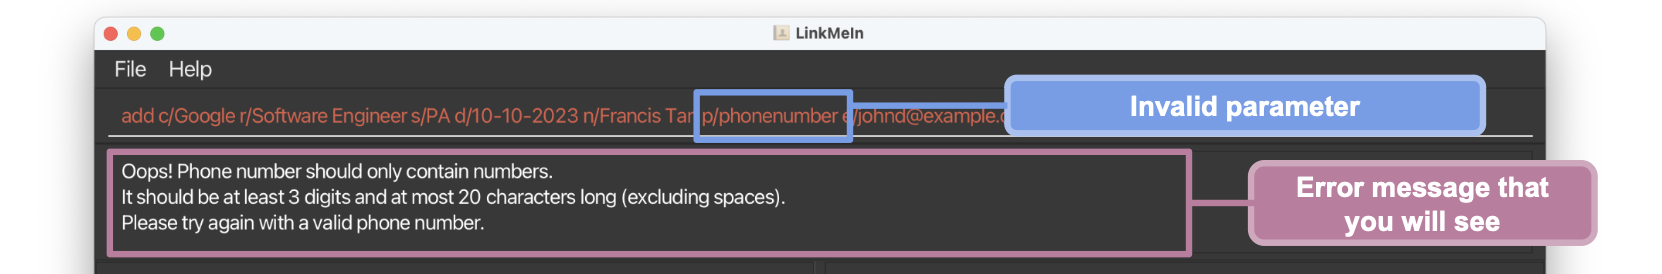 LinkMeIn
File Help
add c/Google r/Software Engineer s/PA d/10-10-2023 n/Francis Tan p/phonenumber e/johnd@example.c
Invalid parameter
Oops! Phone number should only contain numbers.
It should be at least 3 digits and at most 20 characters long (excluding spaces).
Please try again with a valid phone number.
Error message that
you will see